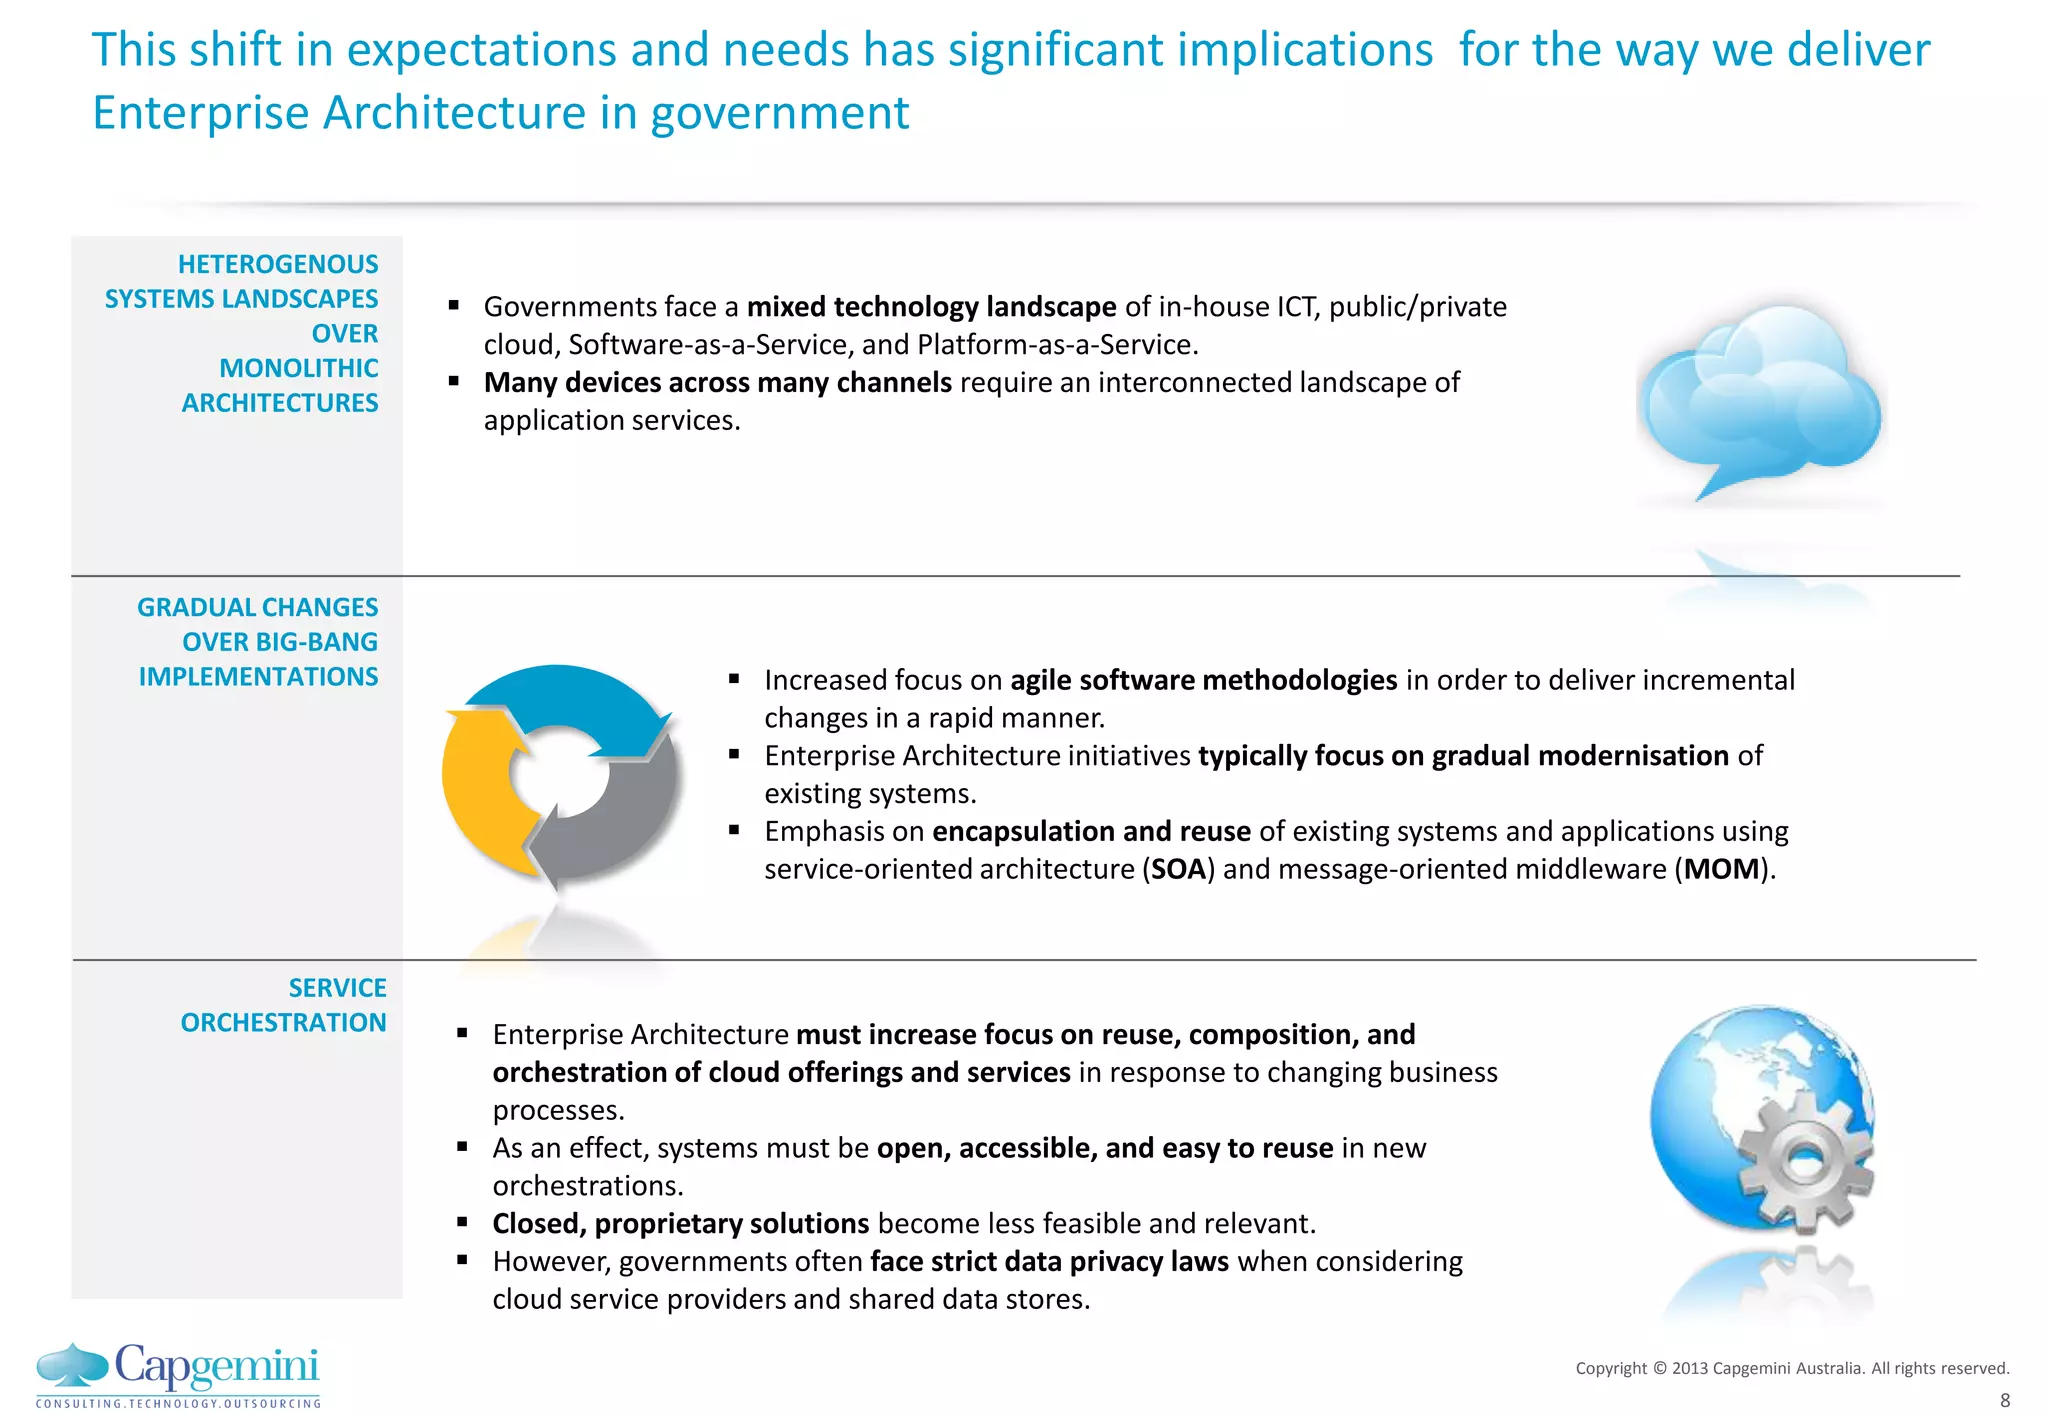 This shift in expectations and needs has significant implications for the way we deliver
Enterprise Architecture in government
HETEROGENOUS
SYSTEMS LANDSCAPES
OVER
MONOLITHIC
ARCHITECTURES
▪ Governments face a mixed technology landscape of in-house ICT, public/private
cloud, Software-as-a-Service, and Platform-as-a-Service.
▪ Many devices across many channels require an interconnected landscape of
application services.
GRADUAL CHANGES
OVER BIG-BANG
IMPLEMENTATIONS
▪ Increased focus on agile software methodologies in order to deliver incremental
changes in a rapid manner.
▪ Enterprise Architecture initiatives typically focus on gradual modernisation of
existing systems.
▪ Emphasis on encapsulation and reuse of existing systems and applications using
service-oriented architecture (SOA) and message-oriented middleware (MOM).
SERVICE
ORCHESTRATION
▪ Enterprise Architecture must increase focus on reuse, composition, and
orchestration of cloud offerings and services in response to changing business
processes.
▪ As an effect, systems must be open, accessible, and easy to reuse in new
orchestrations.
▪ Closed, proprietary solutions become less feasible and relevant.
▪ However, governments often face strict data privacy laws when considering
cloud service providers and shared data stores.
Capgemini
CONSULTING.TECHNOLOGY.OUTSOURCING
Copyright © 2013 Capgemini Australia. All rights reserved.
8